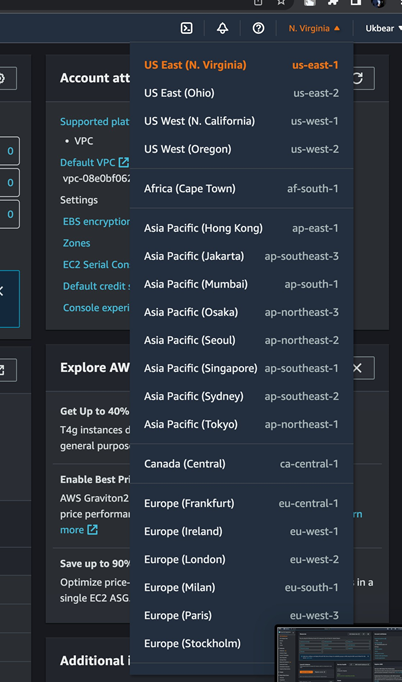 N. Virginia
Ukbear
Account att
US East (N. Virginia) us-east-1
US East (Ohio) us-east-2
US West (N. California) us-west-1
US West (Oregon) us-west-2
Africa (Cape Town) af-south-1
Asia Pacific (Hong Kong) ap-east-1
Asia Pacific (Jakarta) ap-southeast-3
Asia Pacific (Mumbai) ap-south-1
Asia Pacific (Osaka) ap-northeast-3
Asia Pacific (Seoul) ap-northeast-2
Asia Pacific (Singapore) ap-southeast-1
Asia Pacific (Sydney) ap-southeast-2
Asia Pacific (Tokyo) ap-northeast-1
Canada (Central) ca-central-1
Europe (Frankfurt) eu-central-1
Europe (Ireland) eu-west-1
Europe (London) eu-west-2
Europe (Milan) eu-south-1
Europe (Paris) eu-west-3
Europe (Stockholm)
0
0
0
Supported plat
• VPC
Default VPC
vpc-08e0bf062
Settings
EBS encryption
Zones
EC2 Serial Con
Default credit s
Console experi
Explore AW
Get Up to 40%
T4g instances d
general purpos
Enable Best Pri
AWS Graviton2
price performa rn
more
Save up to 90%
Optimize price- s in a
single EC2 ASG.
Additional i